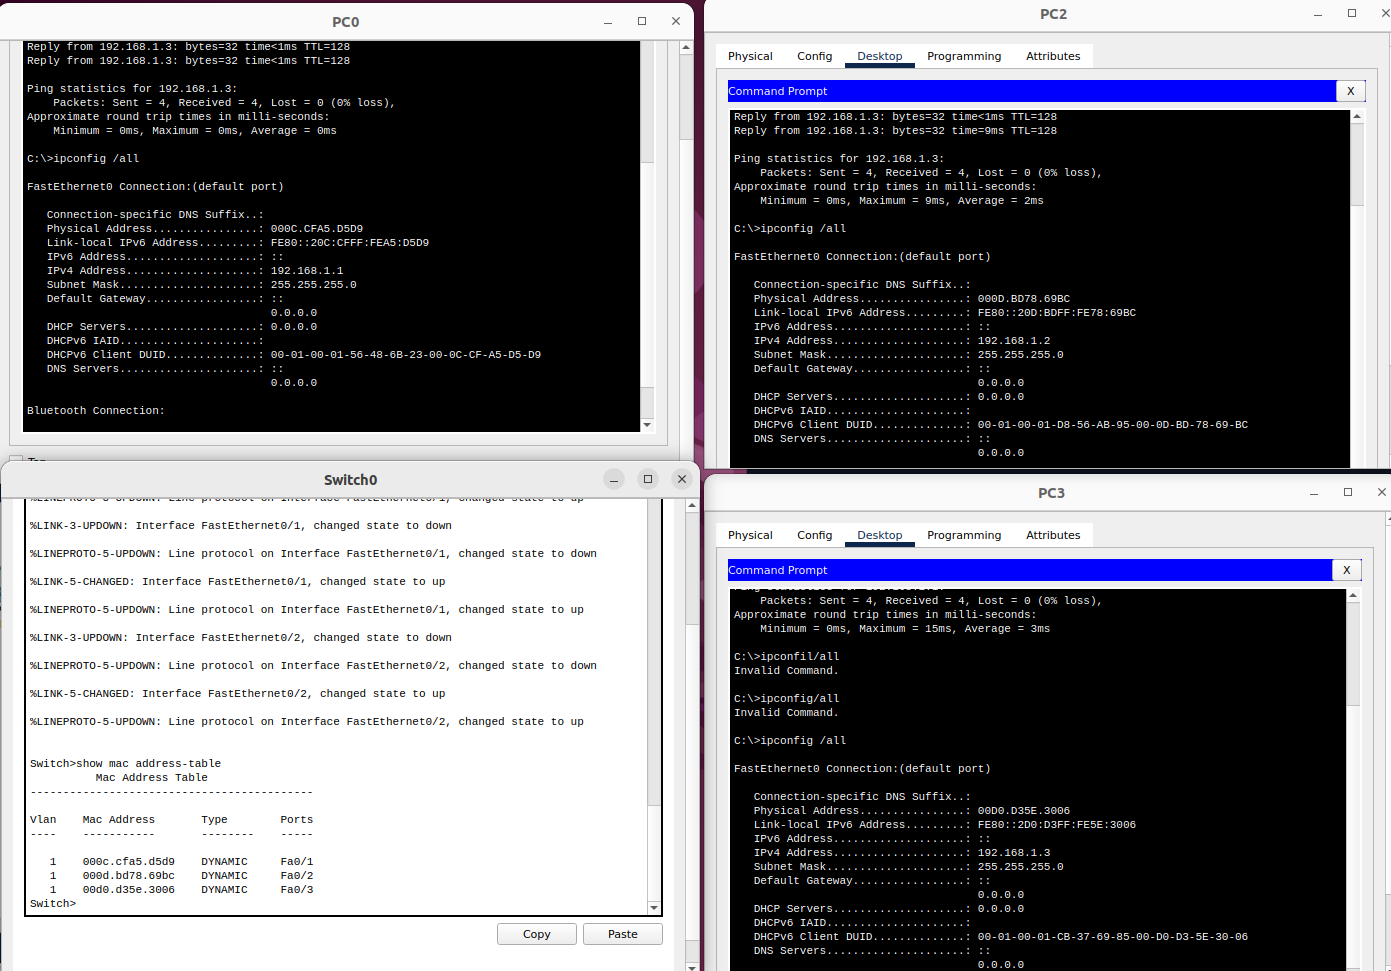 PC0
Reply from 192.168.1.3: bytes=32 time<1ms TTL=128
Reply from 192.168.1.3: bytes=32 time<1ms TTL=128
Ping statistics for 192.168.1.3:
    Packets: Sent = 4, Received = 4, Lost = 0 (0% loss),
Approximate round trip times in milli-seconds:
    Minimum = 0ms, Maximum = 0ms, Average = 0ms
C:\>ipconfig /all
FastEthernet0 Connection:(default port)
   Connection-specific DNS Suffix..:
   Physical Address................: 000C.CFA5.D5D9
   Link-local IPv6 Address.........: FE80::20C:CFFF:FEA5:D5D9
   IPv6 Address....................: ::
   IPv4 Address....................: 192.168.1.1
   Subnet Mask.....................: 255.255.255.0
   Default Gateway.................: ::
                                     0.0.0.0
   DHCP Servers....................: 0.0.0.0
   DHCPv6 IAID.....................:
   DHCPv6 Client DUID..............: 00-01-00-01-56-48-6B-23-00-0C-CF-A5-D5-D9
   DNS Servers.....................: ::
                                     0.0.0.0
Bluetooth Connection:
PC2
Physical Config Desktop Programming Attributes
Command Prompt X
Reply from 192.168.1.3: bytes=32 time<1ms TTL=128
Reply from 192.168.1.3: bytes=32 time=9ms TTL=128
Ping statistics for 192.168.1.3:
    Packets: Sent = 4, Received = 4, Lost = 0 (0% loss),
Approximate round trip times in milli-seconds:
    Minimum = 0ms, Maximum = 9ms, Average = 2ms
C:\>ipconfig /all
FastEthernet0 Connection:(default port)
   Connection-specific DNS Suffix..:
   Physical Address................: 000D.BD78.69BC
   Link-local IPv6 Address.........: FE80::20D:BDFF:FE78:69BC
   IPv6 Address....................: ::
   IPv4 Address....................: 192.168.1.2
   Subnet Mask.....................: 255.255.255.0
   Default Gateway.................: ::
                                     0.0.0.0
   DHCP Servers....................: 0.0.0.0
   DHCPv6 IAID.....................:
   DHCPv6 Client DUID..............: 00-01-00-01-D8-56-AB-95-00-0D-BD-78-69-BC
   DNS Servers.....................: ::
                                     0.0.0.0
Switch0
%LINEPROTO-5-UPDOWN: Line protocol on Interface FastEthernet0/1, changed state to up
%LINK-3-UPDOWN: Interface FastEthernet0/1, changed state to down
%LINEPROTO-5-UPDOWN: Line protocol on Interface FastEthernet0/1, changed state to down
%LINK-5-CHANGED: Interface FastEthernet0/1, changed state to up
%LINEPROTO-5-UPDOWN: Line protocol on Interface FastEthernet0/1, changed state to up
%LINK-3-UPDOWN: Interface FastEthernet0/2, changed state to down
%LINEPROTO-5-UPDOWN: Line protocol on Interface FastEthernet0/2, changed state to down
%LINK-5-CHANGED: Interface FastEthernet0/2, changed state to up
%LINEPROTO-5-UPDOWN: Line protocol on Interface FastEthernet0/2, changed state to up
Switch>show mac address-table
          Mac Address Table
-------------------------------------------
Vlan    Mac Address       Type        Ports
----    -----------       --------    -----
   1    000c.cfa5.d5d9    DYNAMIC     Fa0/1
   1    000d.bd78.69bc    DYNAMIC     Fa0/2
   1    00d0.d35e.3006    DYNAMIC     Fa0/3
Switch>
Copy Paste
PC3
Physical Config Desktop Programming Attributes
Command Prompt X
    Packets: Sent = 4, Received = 4, Lost = 0 (0% loss),
Approximate round trip times in milli-seconds:
    Minimum = 0ms, Maximum = 15ms, Average = 3ms
C:\>ipconfil/all
Invalid Command.
C:\>ipconfig/all
Invalid Command.
C:\>ipconfig /all
FastEthernet0 Connection:(default port)
   Connection-specific DNS Suffix..:
   Physical Address................: 00D0.D35E.3006
   Link-local IPv6 Address.........: FE80::2D0:D3FF:FE5E:3006
   IPv6 Address....................: ::
   IPv4 Address....................: 192.168.1.3
   Subnet Mask.....................: 255.255.255.0
   Default Gateway.................: ::
                                     0.0.0.0
   DHCP Servers....................: 0.0.0.0
   DHCPv6 IAID.....................:
   DHCPv6 Client DUID..............: 00-01-00-01-CB-37-69-85-00-D0-D3-5E-30-06
   DNS Servers.....................: ::
                                     0.0.0.0